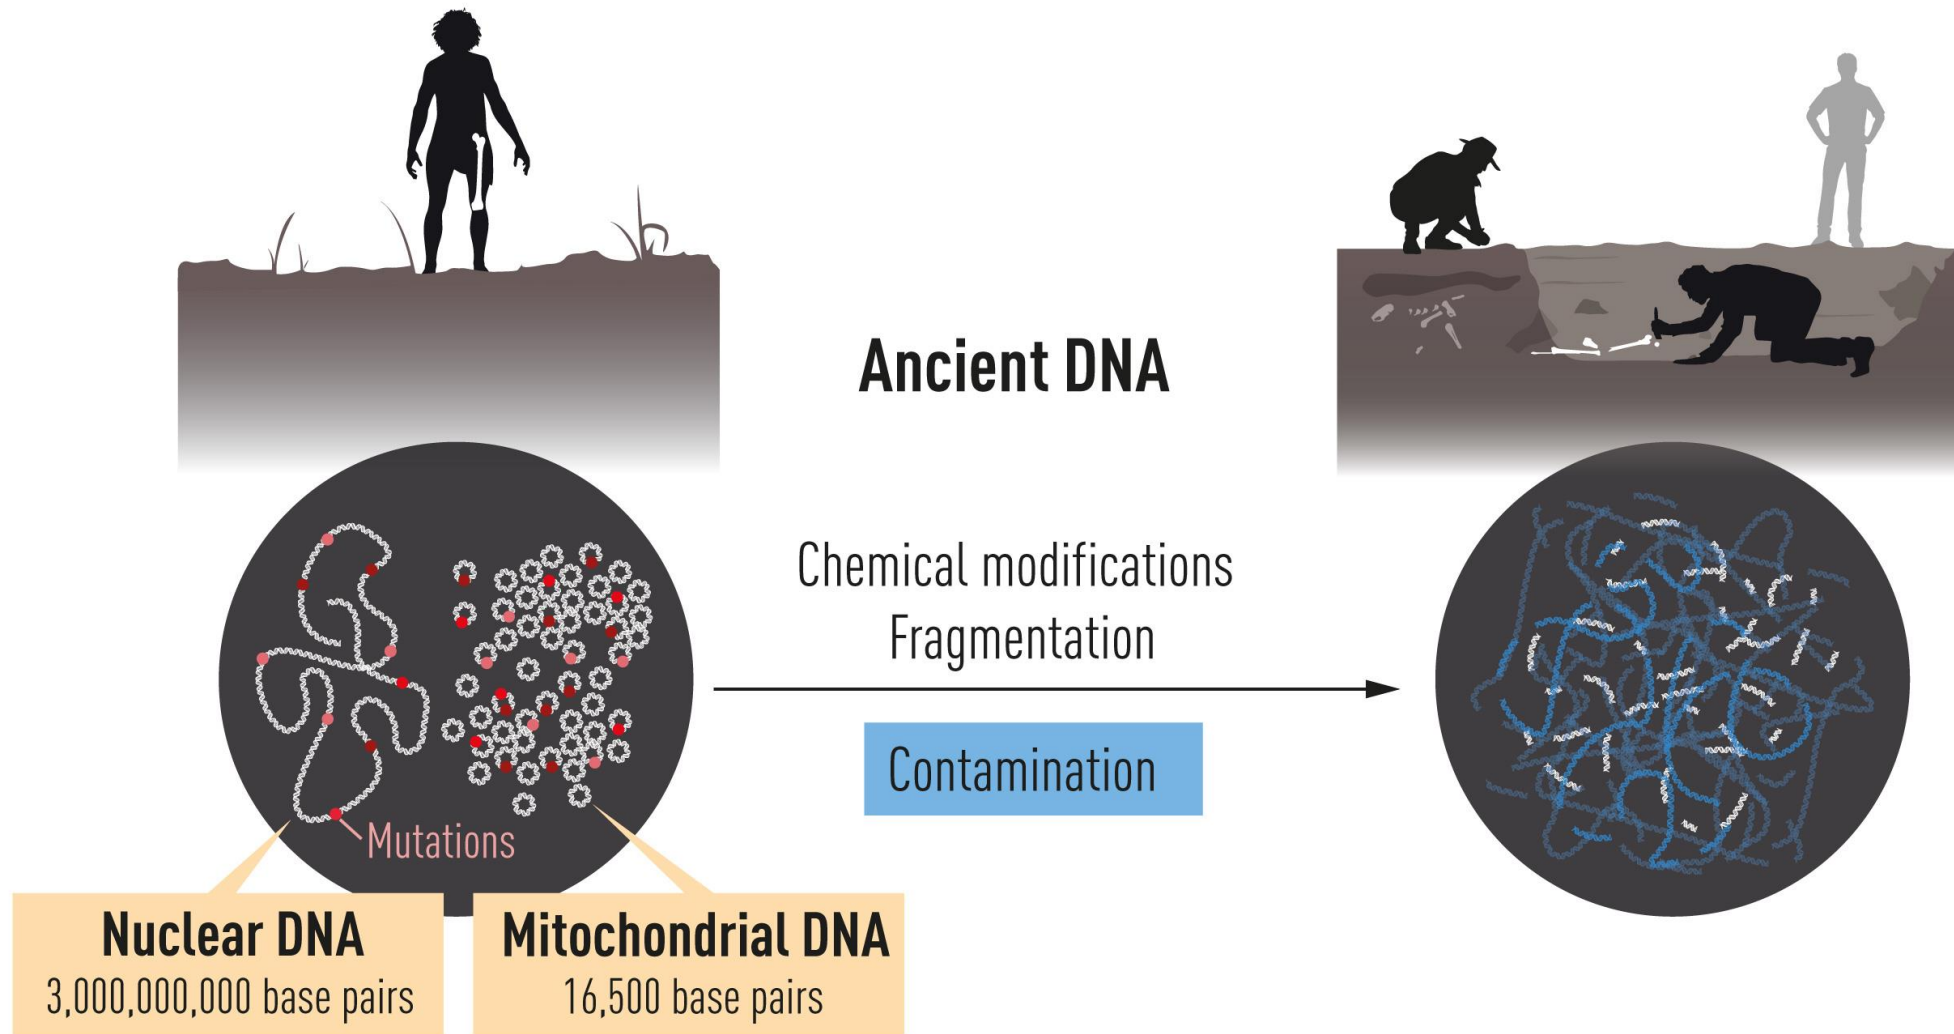 Ancient DNA
Chemical modifications
Fragmentation
Contamination
Mutations
Nuclear DNA
3,000,000,000 base pairs
Mitochondrial DNA
16,500 base pairs